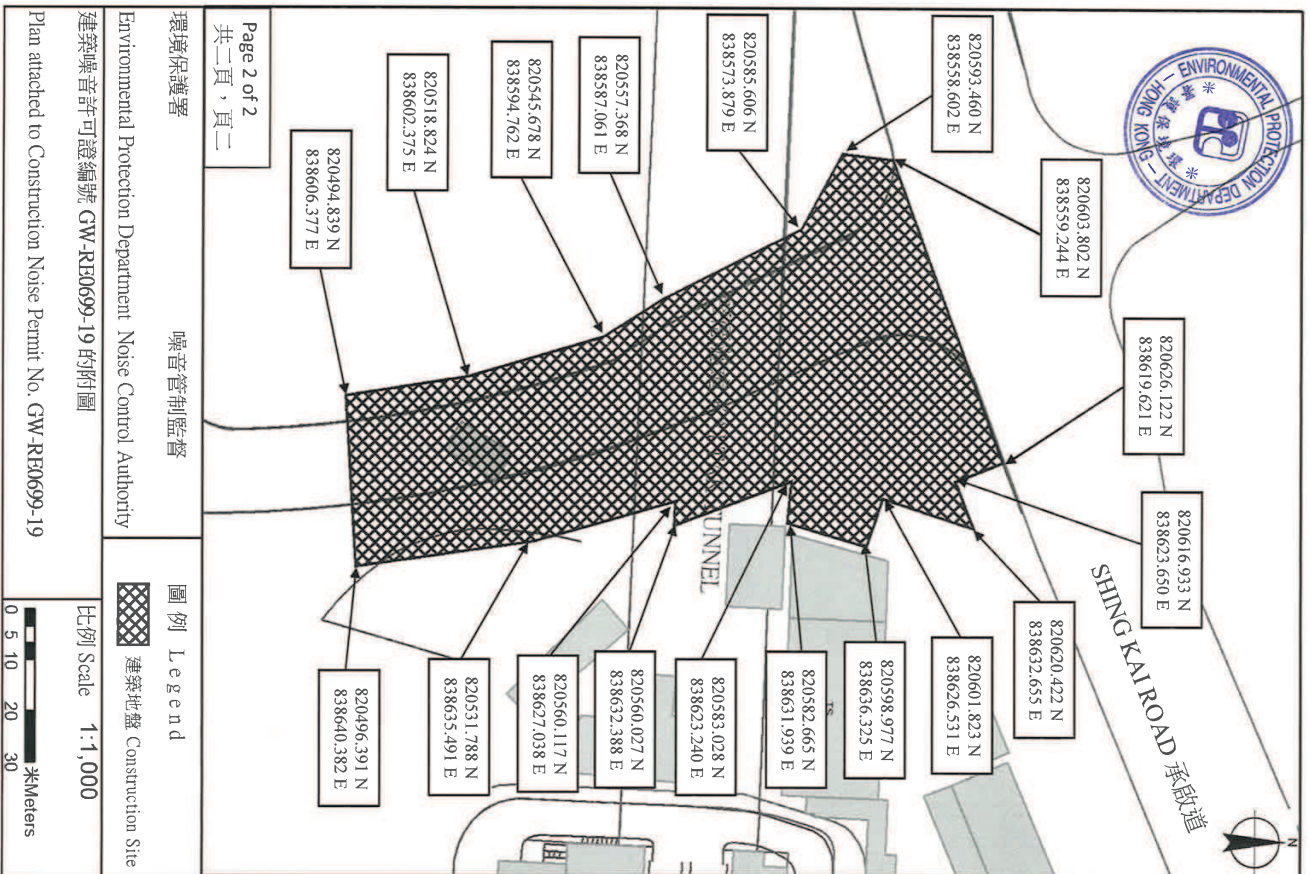 ENVIRONMENTAL PROTECTION DEPARTMENT – HONG KONG –
環境保護署
N
SHING KAI ROAD 承啟道
820603.802 N
838559.244 E
820593.460 N
838558.602 E
820585.606 N
838573.879 E
820557.368 N
838587.061 E
820545.678 N
838594.762 E
820518.824 N
838602.375 E
820494.839 N
838606.377 E
820626.122 N
838619.621 E
820616.933 N
838623.650 E
820620.422 N
838632.655 E
820601.823 N
838626.531 E
820598.977 N
838636.325 E
820582.665 N
838631.939 E
820583.028 N
838623.240 E
820560.027 N
838632.388 E
820560.117 N
838627.038 E
820531.788 N
838635.491 E
820496.391 N
838640.382 E
UNNEL
TS
Page 2 of 2
共二頁，頁二
環境保護署 噪音管制監督
Environmental Protection Department Noise Control Authority
建築噪音許可證編號 GW-RE0699-19 的附圖
Plan attached to Construction Noise Permit No. GW-RE0699-19
圖例 Legend
建築地盤 Construction Site
比例 Scale 1:1,000
0 5 10 20 30 米Meters